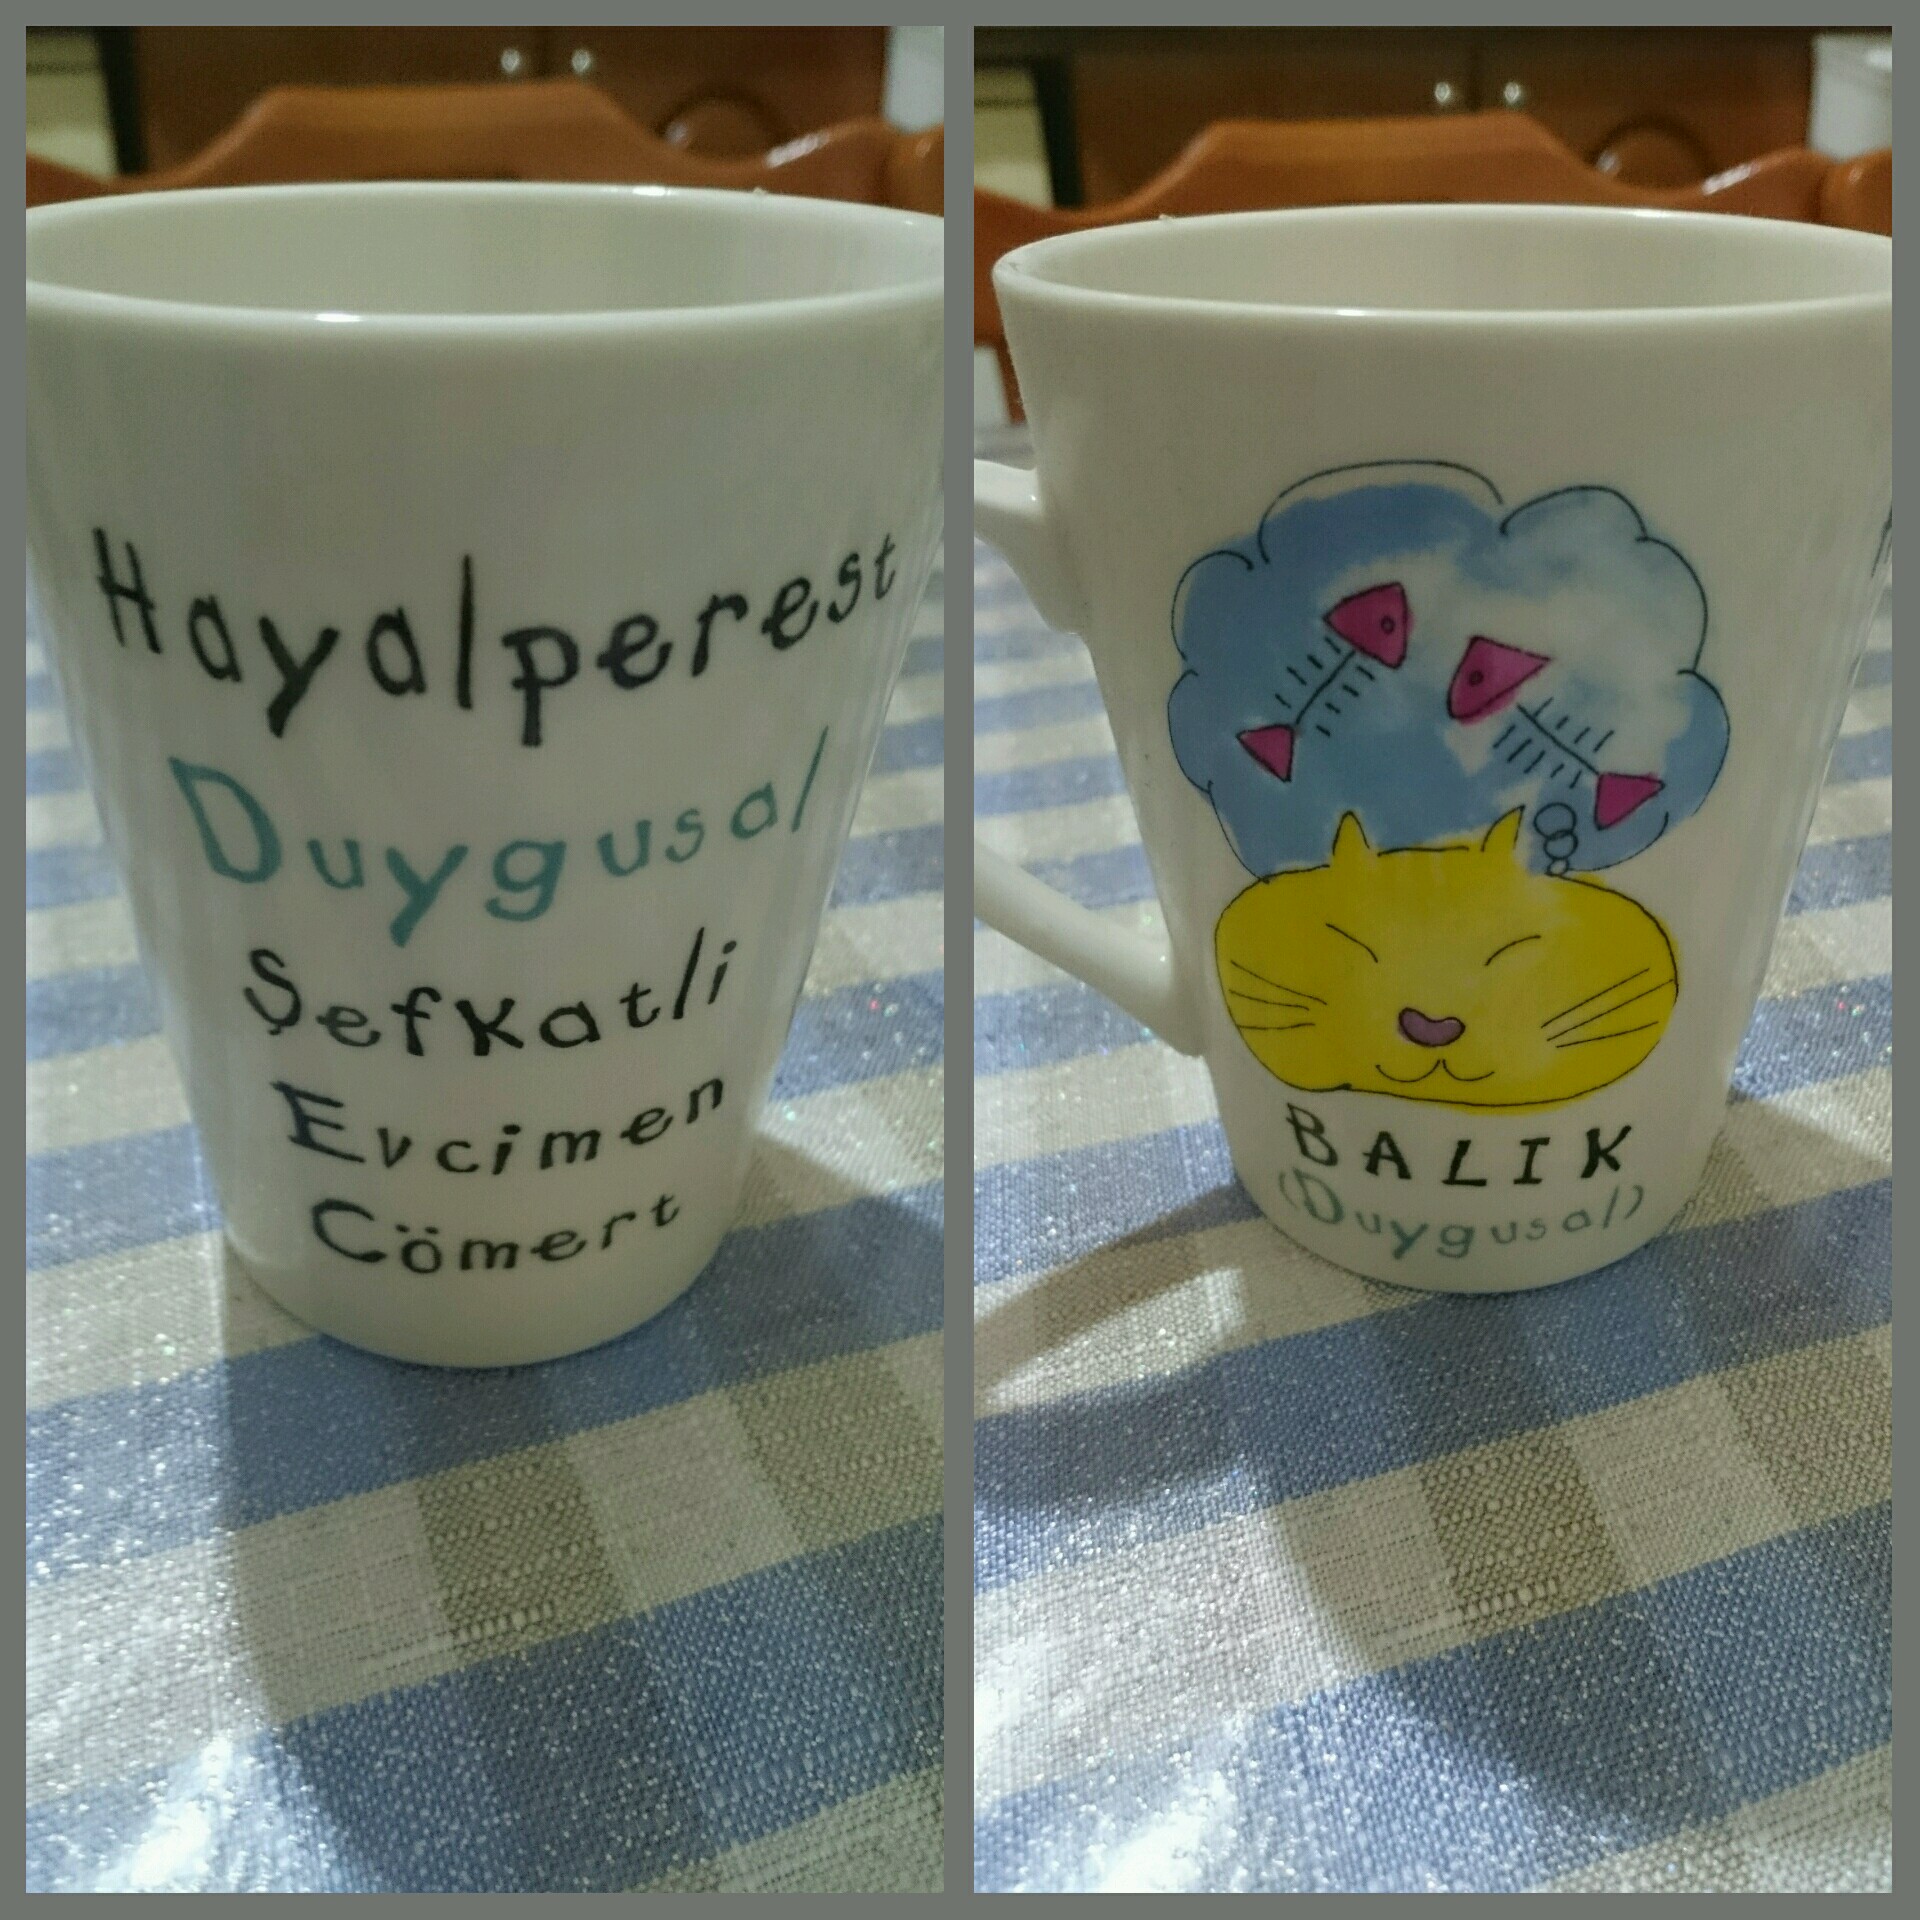 Hayalperest
Duygusal
Şefkatli
Evcimen
Cömert
BALIK
(Duygusal)